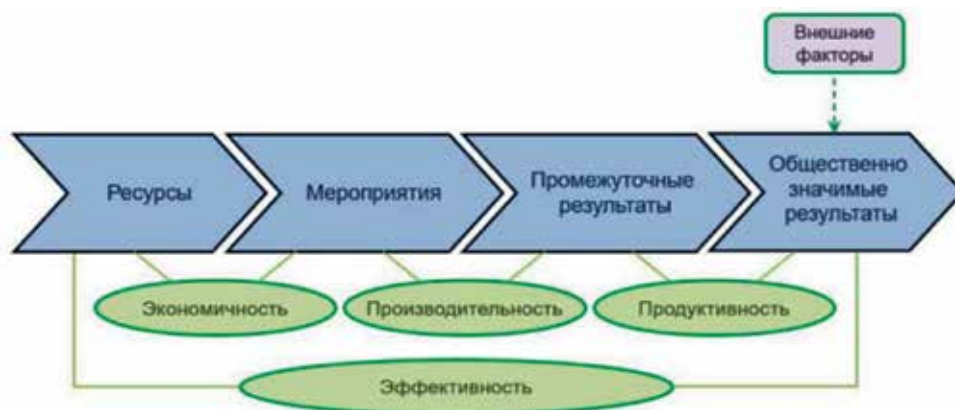 Внешние
факторы
Ресурсы
Мероприятия
Промежуточные
результаты
Общественно
значимые
результаты
Экономичность
Производительность
Продуктивность
Эффективность